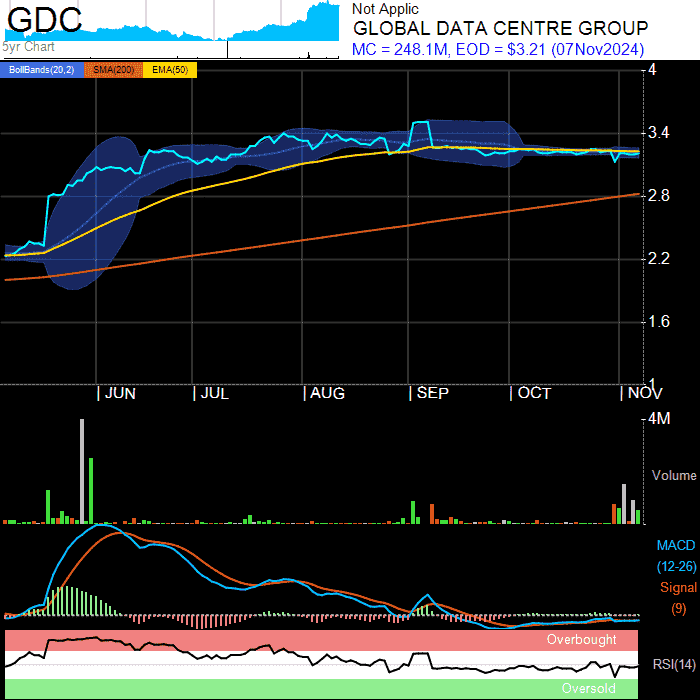 GDC
5yr Chart
Not Applic
GLOBAL DATA CENTRE GROUP
MC = 248.1M, EOD = $3.21 (07Nov2024)
BollBands(20,2) SMA(200) EMA(50)
4
3.4
2.8
2.2
1.6
1
JUN JUL AUG SEP OCT NOV
4M
Volume
MACD
(12-26)
Signal
(9)
Overbought
RSI(14)
Oversold